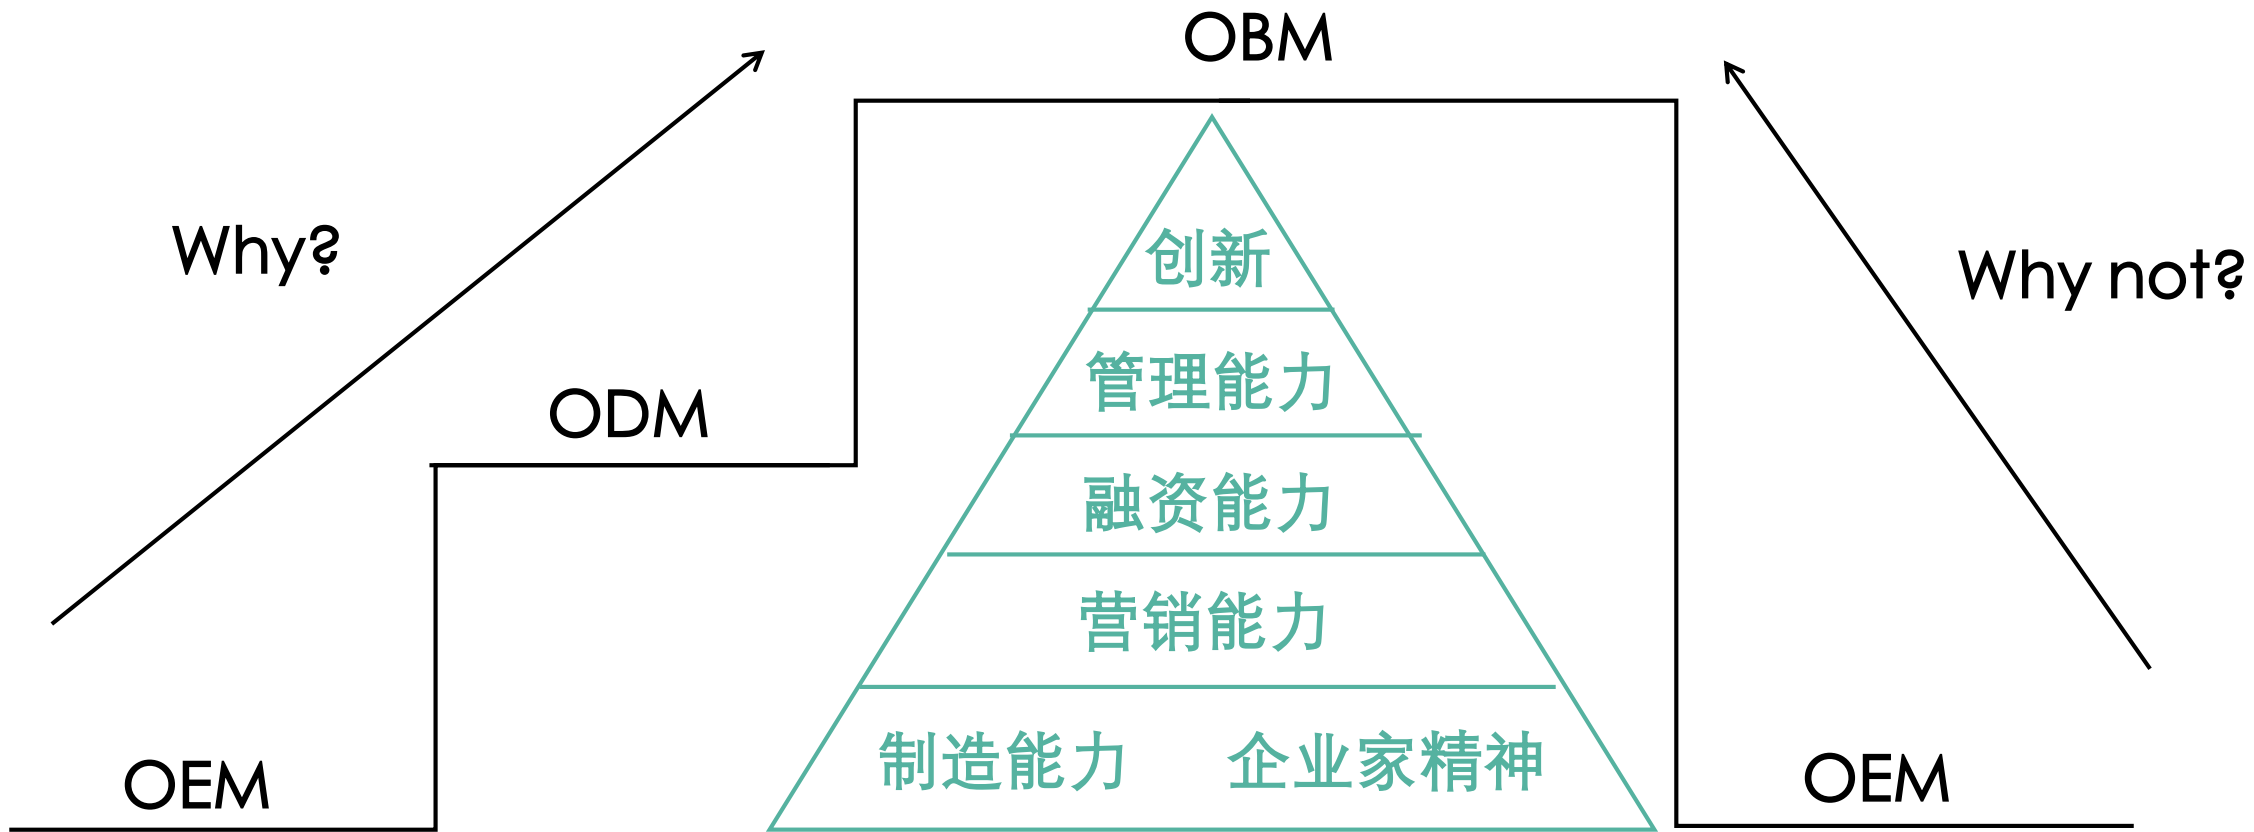 OBM
Why?
Why not?
创新
管理能力
ODM
融资能力
营销能力
制造能力 企业家精神
OEM
OEM